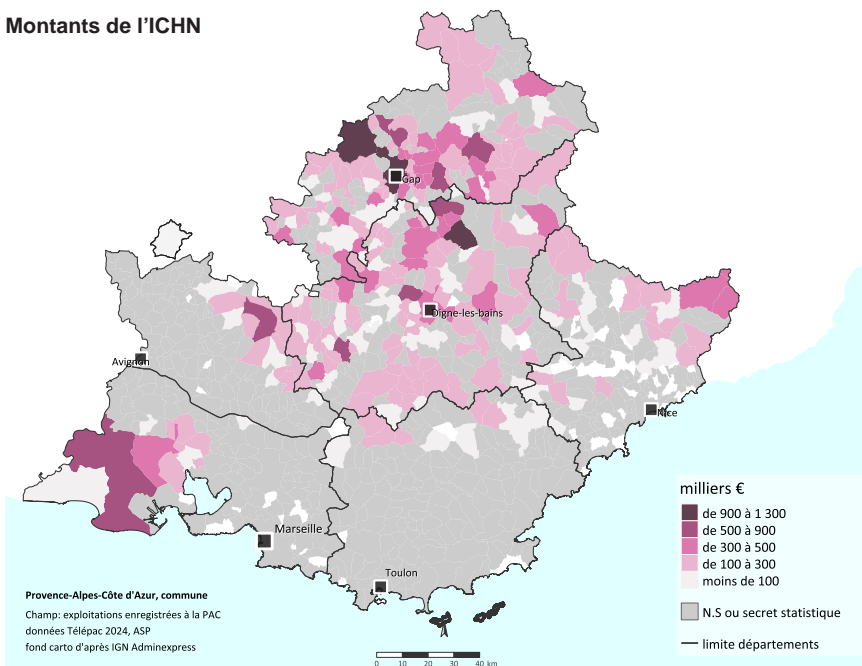 Montants de l'ICHN
Gap
Digne-les-bains
Avignon
Nice
Marseille
Toulon
milliers €
de 900 à 1 300
de 500 à 900
de 300 à 500
de 100 à 300
moins de 100
N.S ou secret statistique
limite départements
Provence-Alpes-Côte d'Azur, commune
Champ: exploitations enregistrées à la PAC
données Télépac 2024, ASP
fond carto d'après IGN Adminexpress
0 10 20 30 40 km